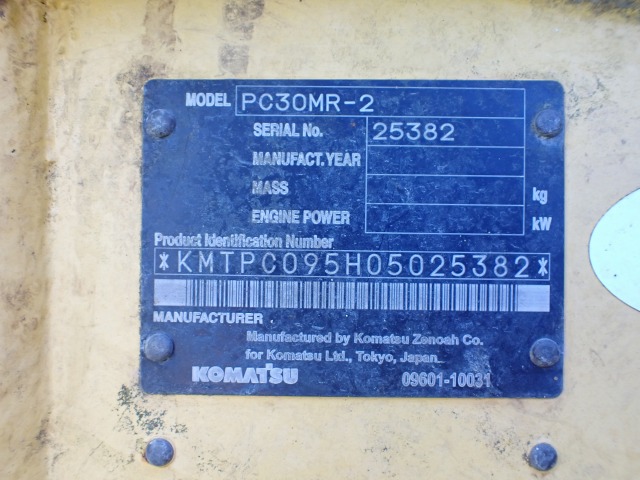 MODEL PC30MR-2
SERIAL No. 25382
MANUFACT. YEAR
MASS kg
ENGINE POWER kW
Product Identification Number
*KMTPC095H05025382*
MANUFACTURER
Manufactured by Komatsu Zenoah Co.
for Komatsu Ltd., Tokyo, Japan
KOMATSU 09601-10031